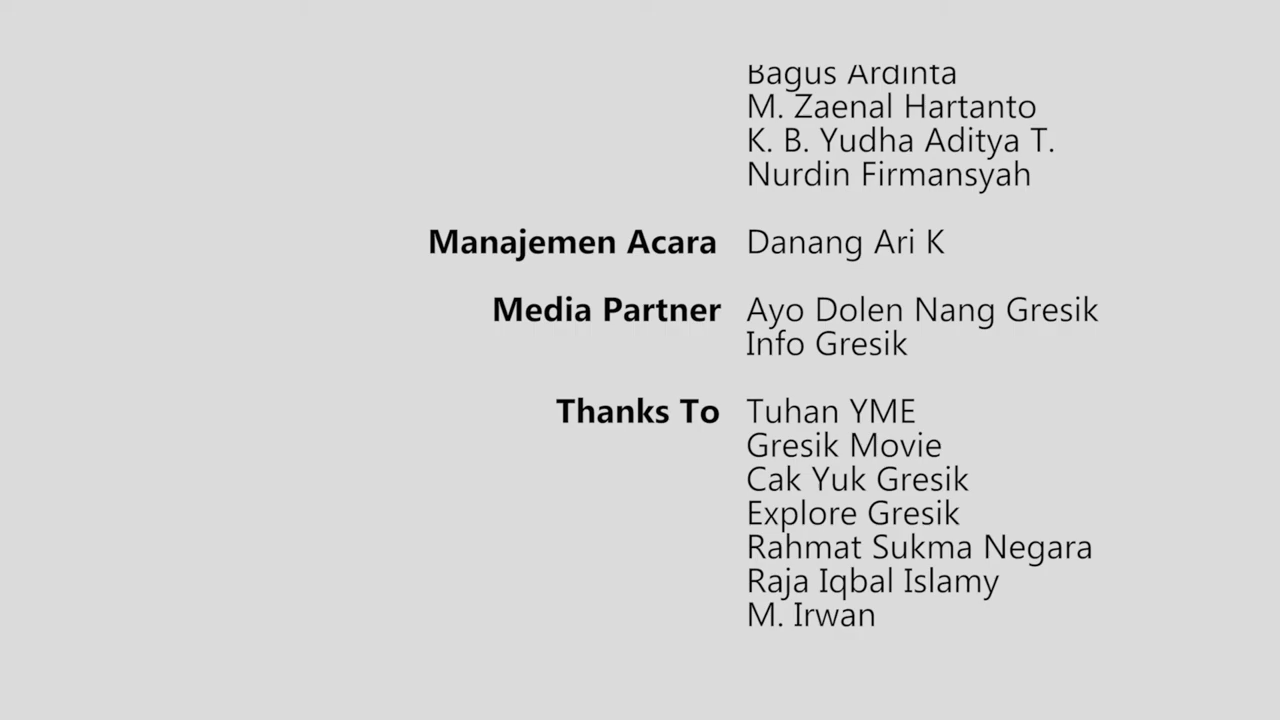 Bagus Ardinta
M. Zaenal Hartanto
K. B. Yudha Aditya T.
Nurdin Firmansyah
Manajemen Acara Danang Ari K
Media Partner Ayo Dolen Nang Gresik
Info Gresik
Thanks To Tuhan YME
Gresik Movie
Cak Yuk Gresik
Explore Gresik
Rahmat Sukma Negara
Raja Iqbal Islamy
M. Irwan